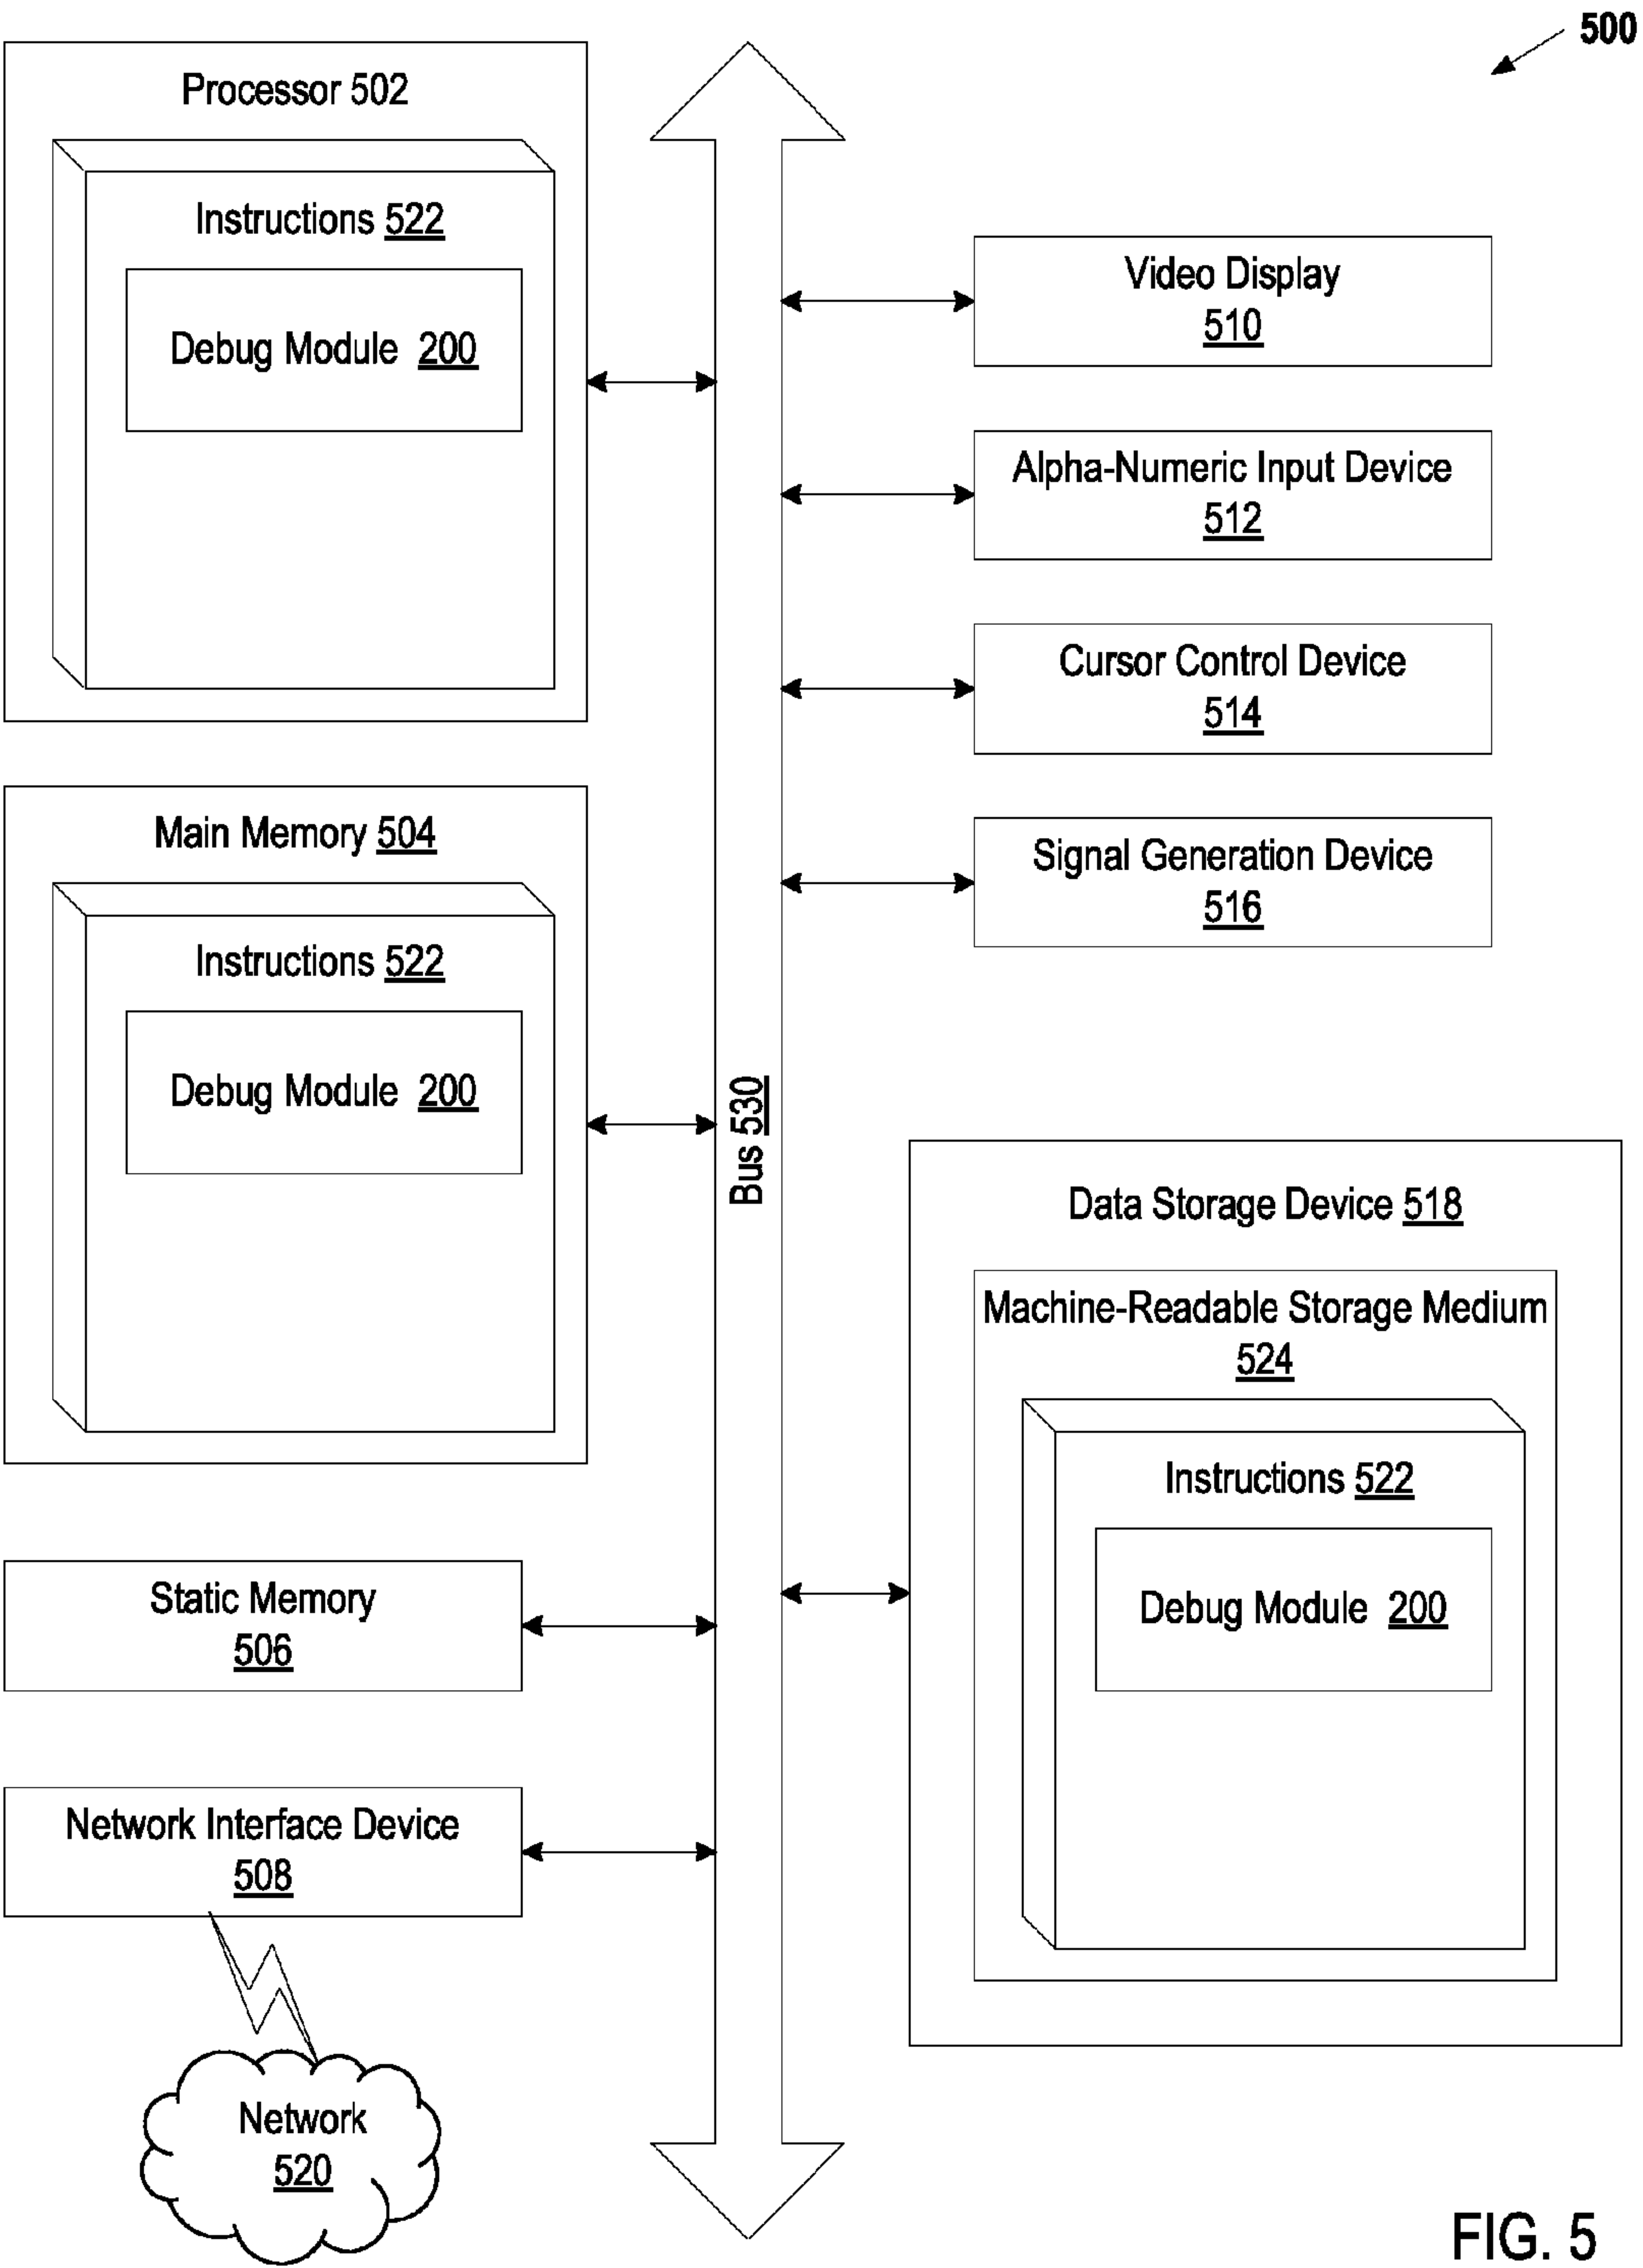 500
Processor 502
Instructions 522
Debug Module 200
Video Display
510
Alpha-Numeric Input Device
512
Cursor Control Device
514
Signal Generation Device
516
Main Memory 504
Instructions 522
Debug Module 200
Bus 530
Data Storage Device 518
Machine-Readable Storage Medium
524
Instructions 522
Debug Module 200
Static Memory
506
Network Interface Device
508
Network
520
FIG. 5